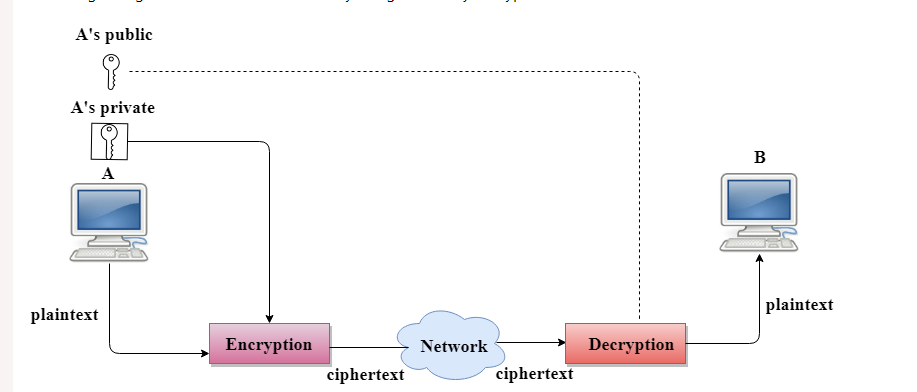 A's public
A's private
A
B
plaintext
plaintext
Encryption
Network
Decryption
ciphertext
ciphertext